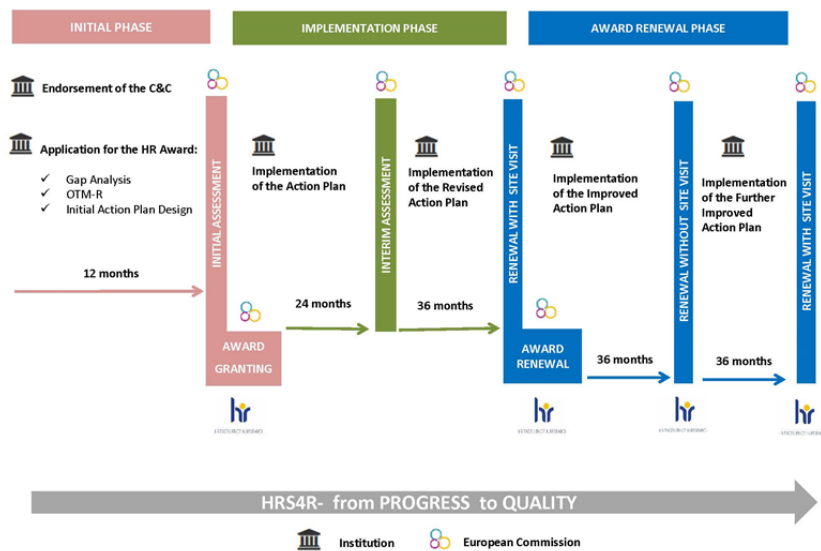 INITIAL PHASE
IMPLEMENTATION PHASE
AWARD RENEWAL PHASE
Endorsement of the C&C
Application for the HR Award:
✓ Gap Analysis
✓ OTM-R
✓ Initial Action Plan Design
12 months
INITIAL ASSESSMENT
AWARD
GRANTING
Implementation
of the Action Plan
24 months
INTERIM ASSESSMENT
Implementation
of the Revised
Action Plan
36 months
RENEWAL WITH SITE VISIT
AWARD
RENEWAL
Implementation
of the Improved
Action Plan
36 months
RENEWAL WITHOUT SITE VISIT
Implementation
of the Further
Improved
Action Plan
36 months
RENEWAL WITH SITE VISIT
hr
hr
hr
hr
HRS4R- from PROGRESS to QUALITY
Institution
European Commission